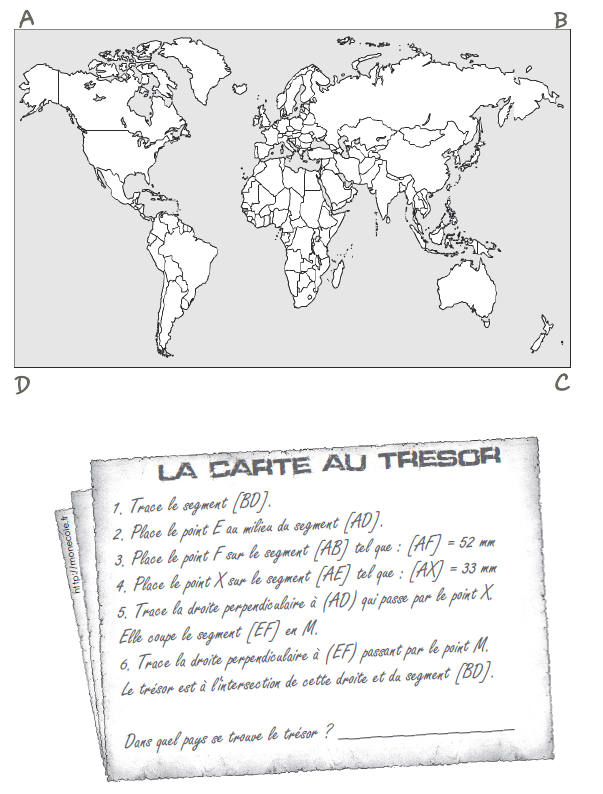 A B
D C
LA CARTE AU TRESOR
1. Trace le segment [BD].
2. Place le point E au milieu du segment [AD].
3. Place le point F sur le segment [AB] tel que : [AF] = 52 mm
4. Place le point X sur le segment [AE] tel que : [AX] = 33 mm
5. Trace la droite perpendiculaire à (AD) qui passe par le point X.
Elle coupe le segment [EF] en M.
6. Trace la droite perpendiculaire à (EF) passant par le point M.
Le trésor est à l'intersection de cette droite et du segment [BD].
Dans quel pays se trouve le trésor ? ___________________
http://monecole.fr